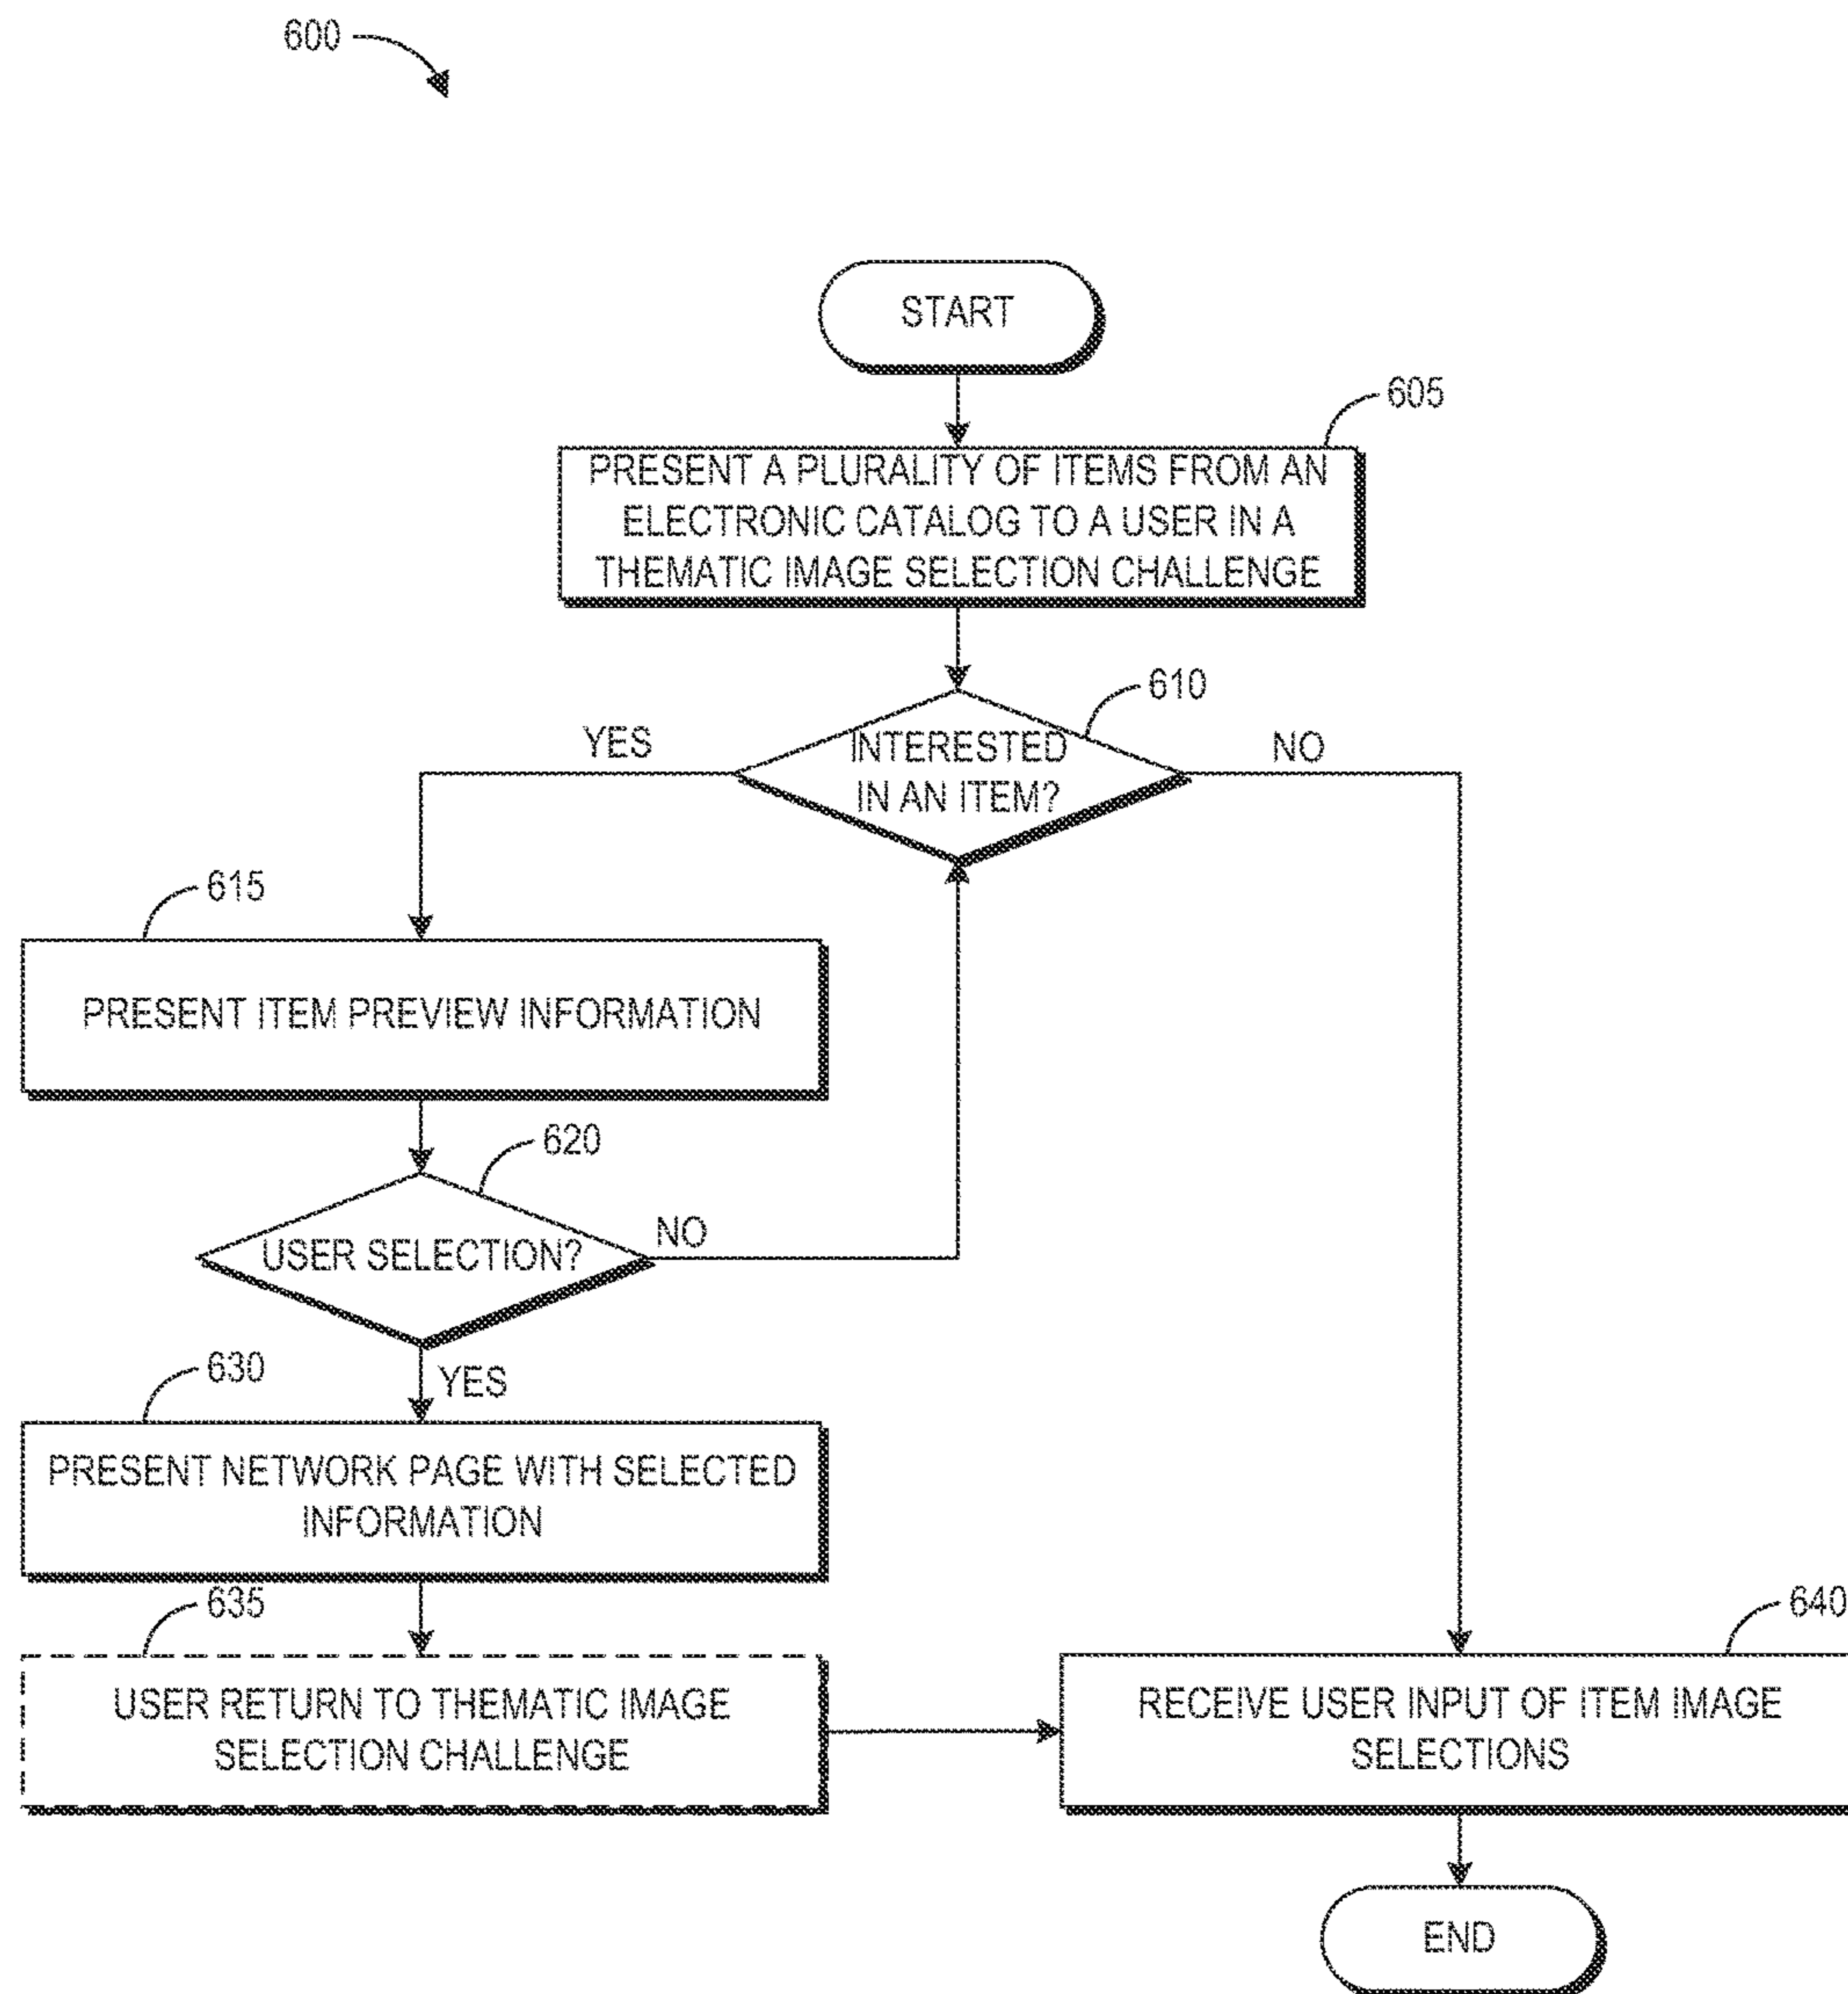 600
START
605
PRESENT A PLURALITY OF ITEMS FROM AN
ELECTRONIC CATALOG TO A USER IN A
THEMATIC IMAGE SELECTION CHALLENGE
610
INTERESTED
IN AN ITEM?
YES
NO
615
PRESENT ITEM PREVIEW INFORMATION
620
USER SELECTION?
NO
YES
630
PRESENT NETWORK PAGE WITH SELECTED
INFORMATION
635
USER RETURN TO THEMATIC IMAGE
SELECTION CHALLENGE
640
RECEIVE USER INPUT OF ITEM IMAGE
SELECTIONS
END